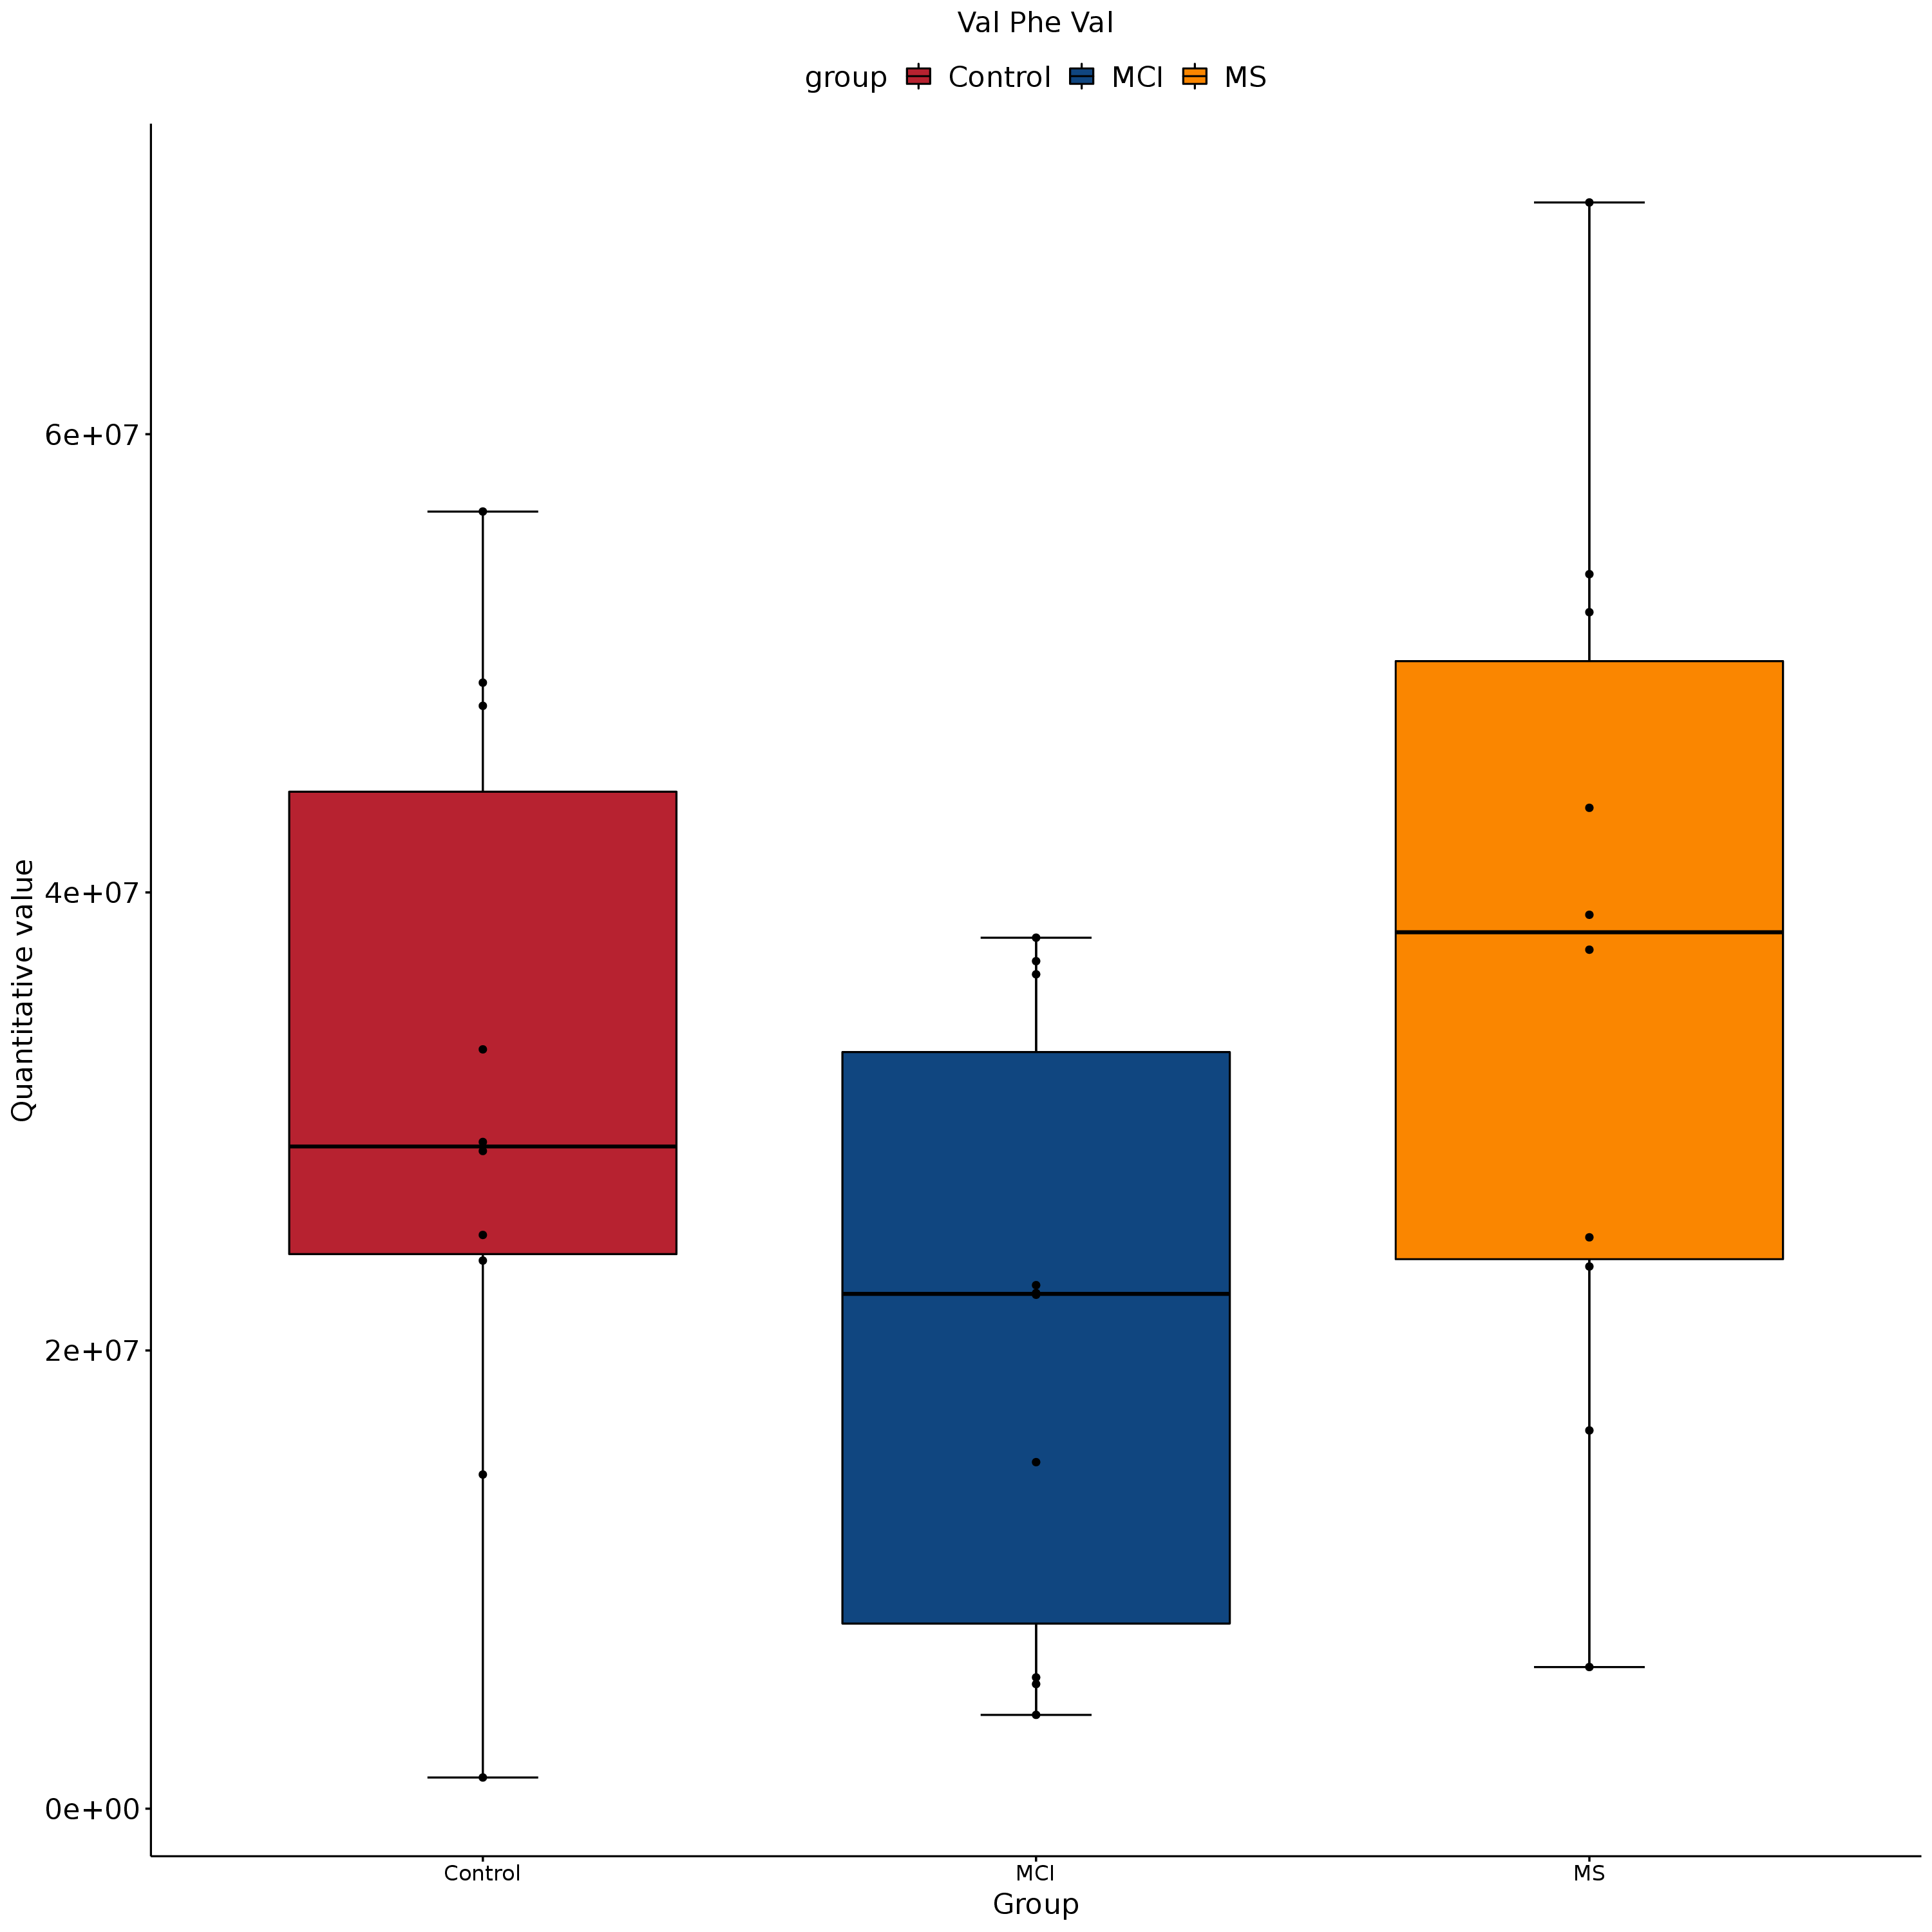 Val Phe Val
group Control MCI MS
Quantitative value
6e+07
4e+07
2e+07
0e+00
Control MCI MS
Group